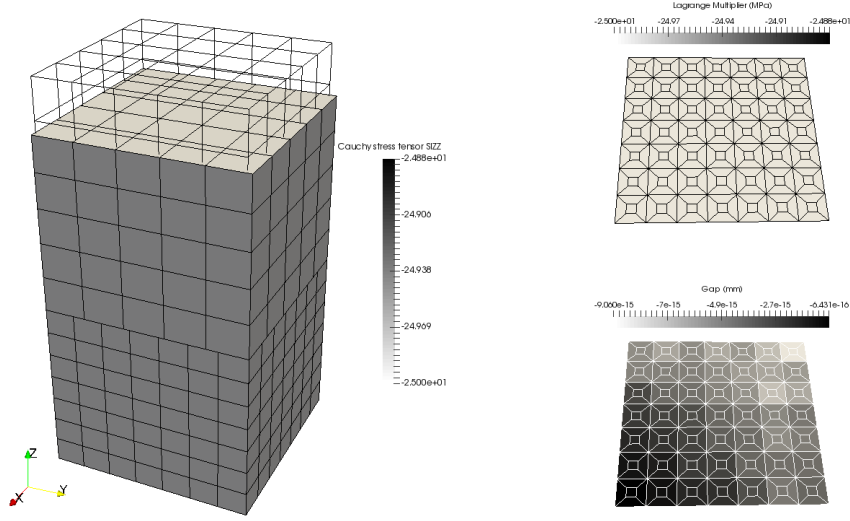 Lagrange Multiplier (MPa)
-2.500e+01 -24.97 -24.94 -24.91 -2.488e+01
Cauchy stress tensor SIZZ
-2.488e+01
-24.906
-24.938
-24.969
-2.500e+01
Gap (mm)
-9.060e-15 -7e-15 -4.9e-15 -2.7e-15 -6.431e-16
Z
Y
X